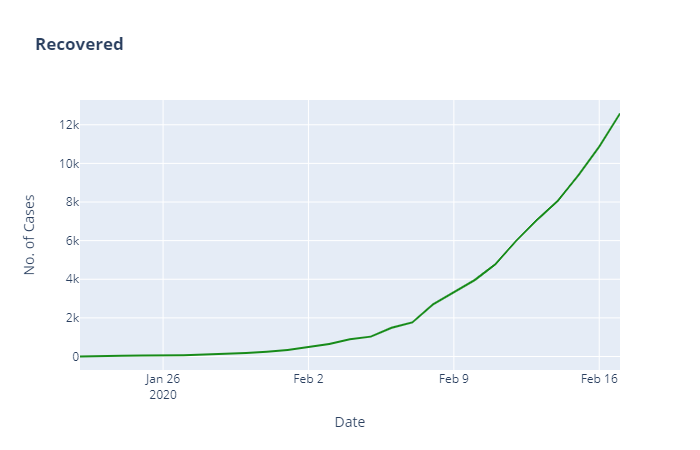 Recovered
No. of Cases
12k
10k
8k
6k
4k
2k
0
Jan 26
2020
Feb 2
Feb 9
Feb 16
Date